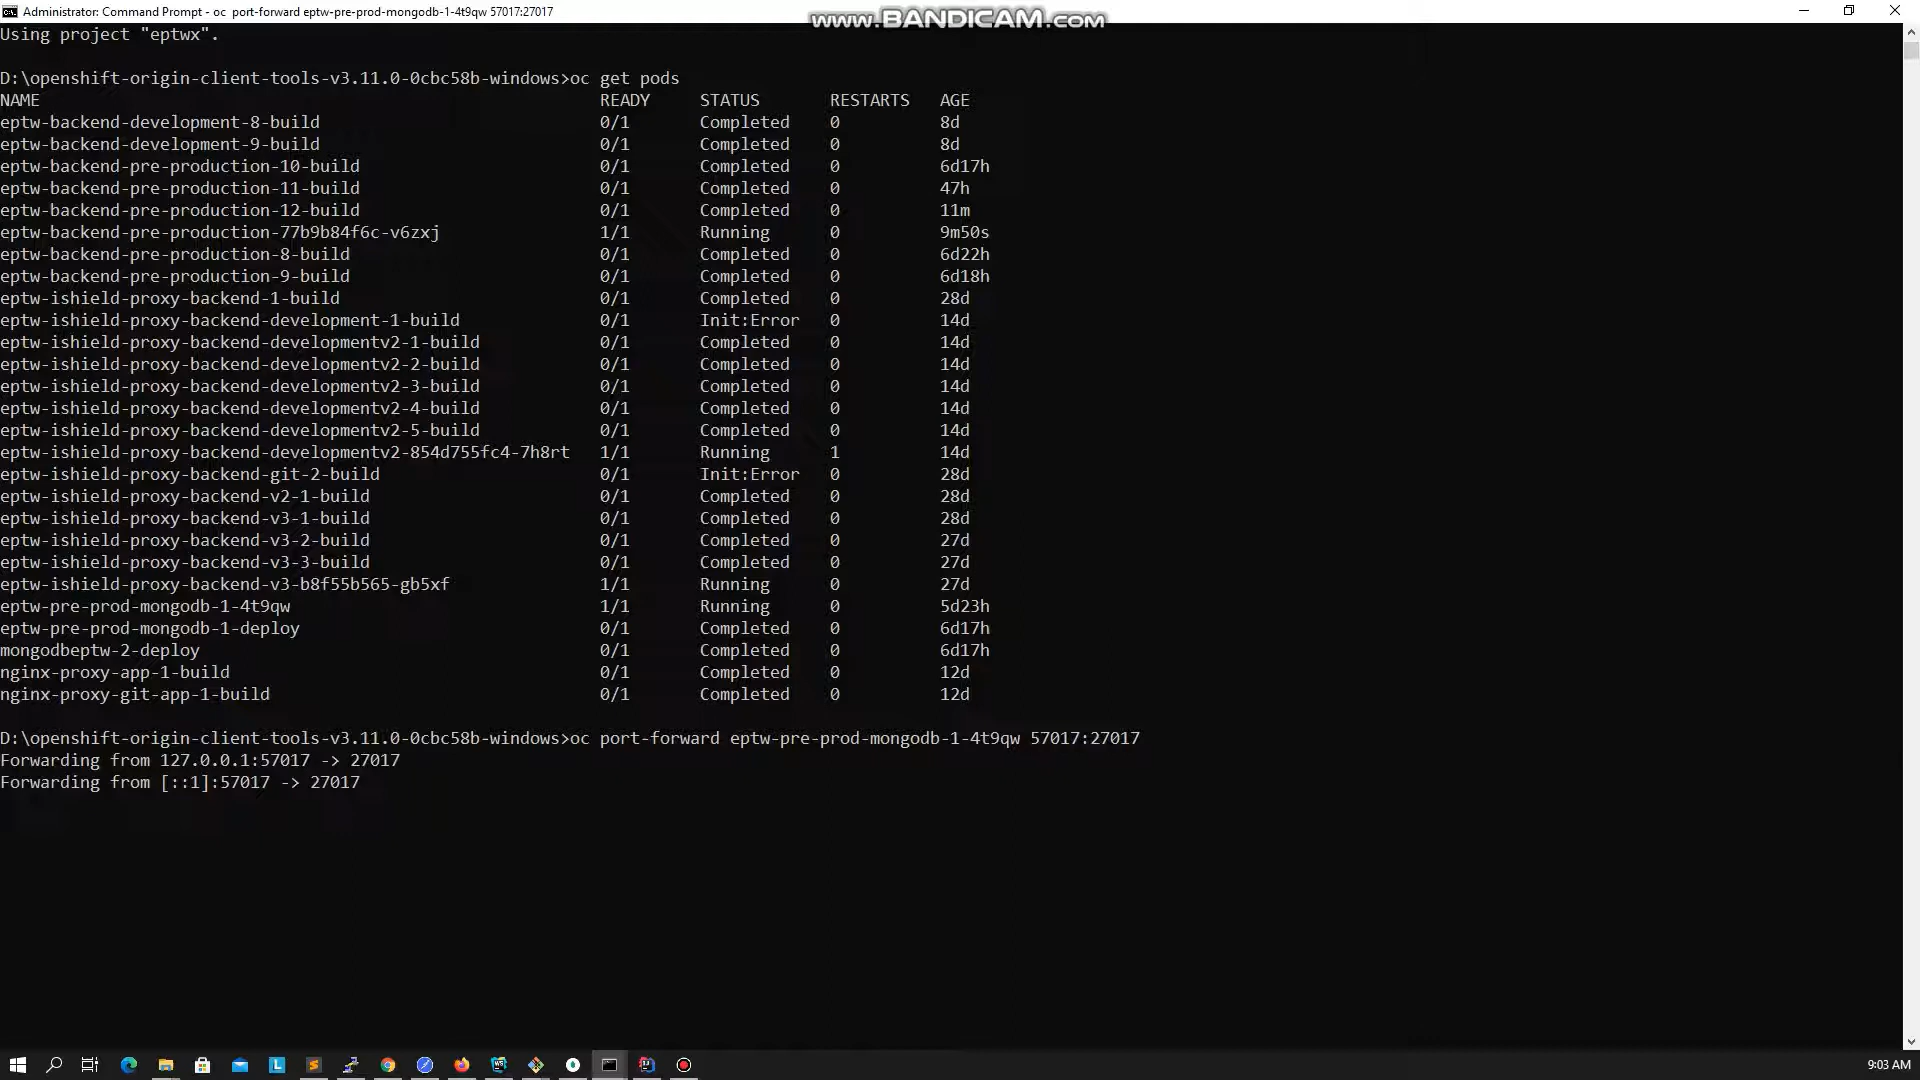 Administrator: Command Prompt - oc  port-forward eptw-pre-prod-mongodb-1-4t9qw 57017:27017
www.BANDICAM.com
Using project "eptwx".
D:\openshift-origin-client-tools-v3.11.0-0cbc58b-windows>oc get pods
NAME READY STATUS RESTARTS AGE
eptw-backend-development-8-build 0/1 Completed 0 8d
eptw-backend-development-9-build 0/1 Completed 0 8d
eptw-backend-pre-production-10-build 0/1 Completed 0 6d17h
eptw-backend-pre-production-11-build 0/1 Completed 0 47h
eptw-backend-pre-production-12-build 0/1 Completed 0 11m
eptw-backend-pre-production-77b9b84f6c-v6zxj 1/1 Running 0 9m50s
eptw-backend-pre-production-8-build 0/1 Completed 0 6d22h
eptw-backend-pre-production-9-build 0/1 Completed 0 6d18h
eptw-ishield-proxy-backend-1-build 0/1 Completed 0 28d
eptw-ishield-proxy-backend-development-1-build 0/1 Init:Error 0 14d
eptw-ishield-proxy-backend-developmentv2-1-build 0/1 Completed 0 14d
eptw-ishield-proxy-backend-developmentv2-2-build 0/1 Completed 0 14d
eptw-ishield-proxy-backend-developmentv2-3-build 0/1 Completed 0 14d
eptw-ishield-proxy-backend-developmentv2-4-build 0/1 Completed 0 14d
eptw-ishield-proxy-backend-developmentv2-5-build 0/1 Completed 0 14d
eptw-ishield-proxy-backend-developmentv2-854d755fc4-7h8rt 1/1 Running 1 14d
eptw-ishield-proxy-backend-git-2-build 0/1 Init:Error 0 28d
eptw-ishield-proxy-backend-v2-1-build 0/1 Completed 0 28d
eptw-ishield-proxy-backend-v3-1-build 0/1 Completed 0 28d
eptw-ishield-proxy-backend-v3-2-build 0/1 Completed 0 27d
eptw-ishield-proxy-backend-v3-3-build 0/1 Completed 0 27d
eptw-ishield-proxy-backend-v3-b8f55b565-gb5xf 1/1 Running 0 27d
eptw-pre-prod-mongodb-1-4t9qw 1/1 Running 0 5d23h
eptw-pre-prod-mongodb-1-deploy 0/1 Completed 0 6d17h
mongodbeptw-2-deploy 0/1 Completed 0 6d17h
nginx-proxy-app-1-build 0/1 Completed 0 12d
nginx-proxy-git-app-1-build 0/1 Completed 0 12d
D:\openshift-origin-client-tools-v3.11.0-0cbc58b-windows>oc port-forward eptw-pre-prod-mongodb-1-4t9qw 57017:27017
Forwarding from 127.0.0.1:57017 -> 27017
Forwarding from [::1]:57017 -> 27017
9:03 AM